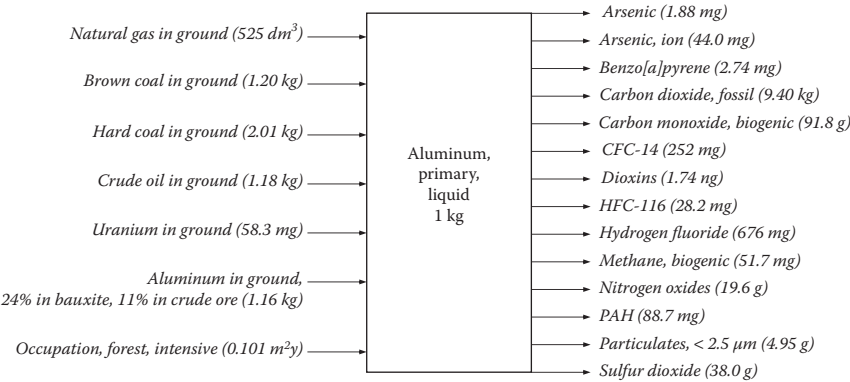 Natural gas in ground (525 dm3)
Brown coal in ground (1.20 kg)
Hard coal in ground (2.01 kg)
Crude oil in ground (1.18 kg)
Uranium in ground (58.3 mg)
Aluminum in ground,
24% in bauxite, 11% in crude ore (1.16 kg)
Occupation, forest, intensive (0.101 m²y)
Aluminum,
primary,
liquid
1 kg
Arsenic (1.88 mg)
Arsenic, ion (44.0 mg)
Benzo[a]pyrene (2.74 mg)
Carbon dioxide, fossil (9.40 kg)
Carbon monoxide, biogenic (91.8 g)
CFC-14 (252 mg)
Dioxins (1.74 ng)
HFC-116 (28.2 mg)
Hydrogen fluoride (676 mg)
Methane, biogenic (51.7 mg)
Nitrogen oxides (19.6 g)
PAH (88.7 mg)
Particulates, < 2.5 μm (4.95 g)
Sulfur dioxide (38.0 g)